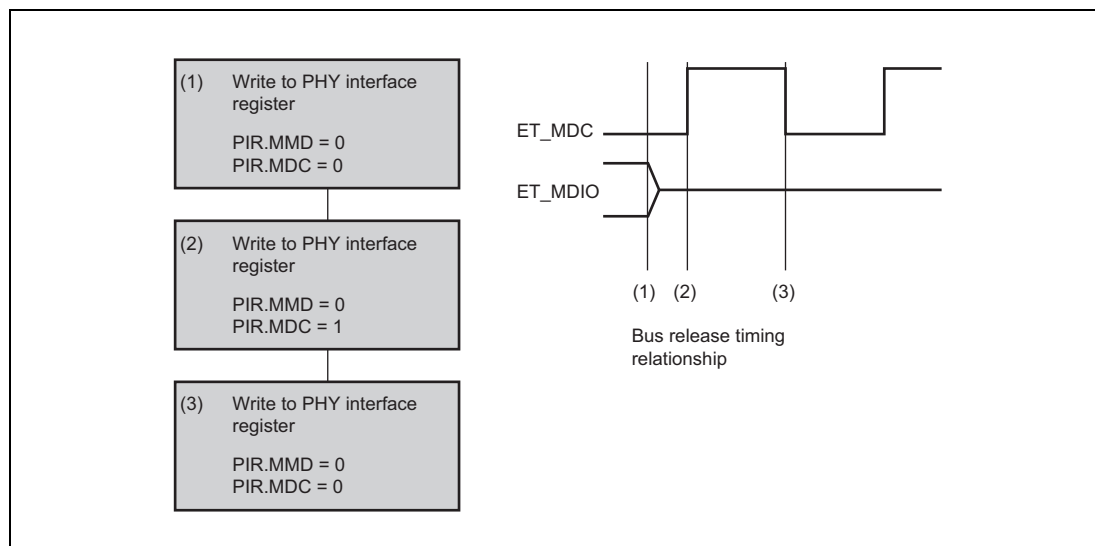 (1) Write to PHY interface
register
PIR.MMD = 0
PIR.MDC = 0
(2) Write to PHY interface
register
PIR.MMD = 0
PIR.MDC = 1
(3) Write to PHY interface
register
PIR.MMD = 0
PIR.MDC = 0
ET_MDC
ET_MDIO
(1) (2) (3)
Bus release timing
relationship